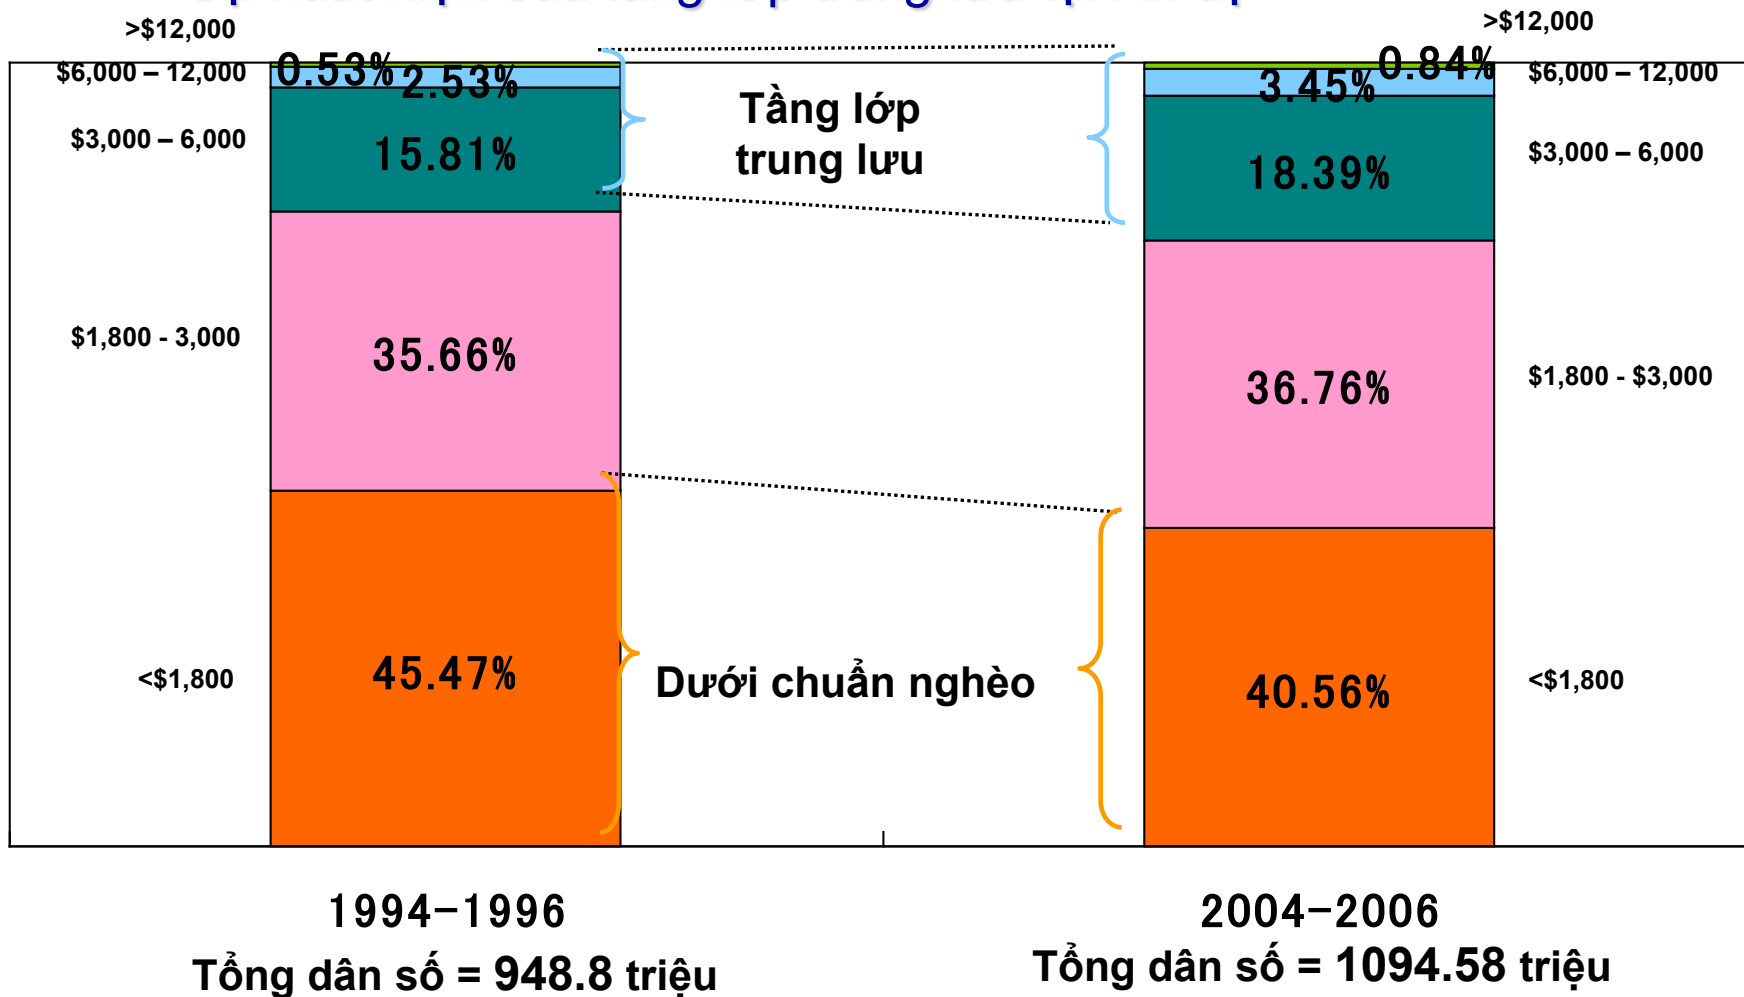 >$12,000
$6,000 – 12,000
$3,000 – 6,000
$1,800 - 3,000
<$1,800
0.53%
2.53%
15.81%
35.66%
45.47%
Tầng lớp
trung lưu
Dưới chuẩn nghèo
0.84%
3.45%
18.39%
36.76%
40.56%
>$12,000
$6,000 – 12,000
$3,000 – 6,000
$1,800 - $3,000
<$1,800
1994-1996
Tổng dân số = 948.8 triệu
2004-2006
Tổng dân số = 1094.58 triệu